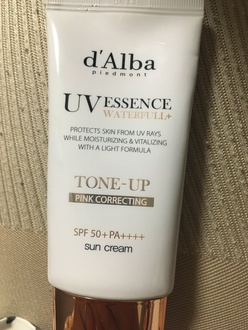 d'Alba
piedmont
UV ESSENCE
WATERFULL+
PROTECTS SKIN FROM UV RAYS
WHILE MOISTURIZING & VITALIZING
WITH A LIGHT FORMULA
TONE-UP
PINK CORRECTING
SPF 50+PA++++
sun cream